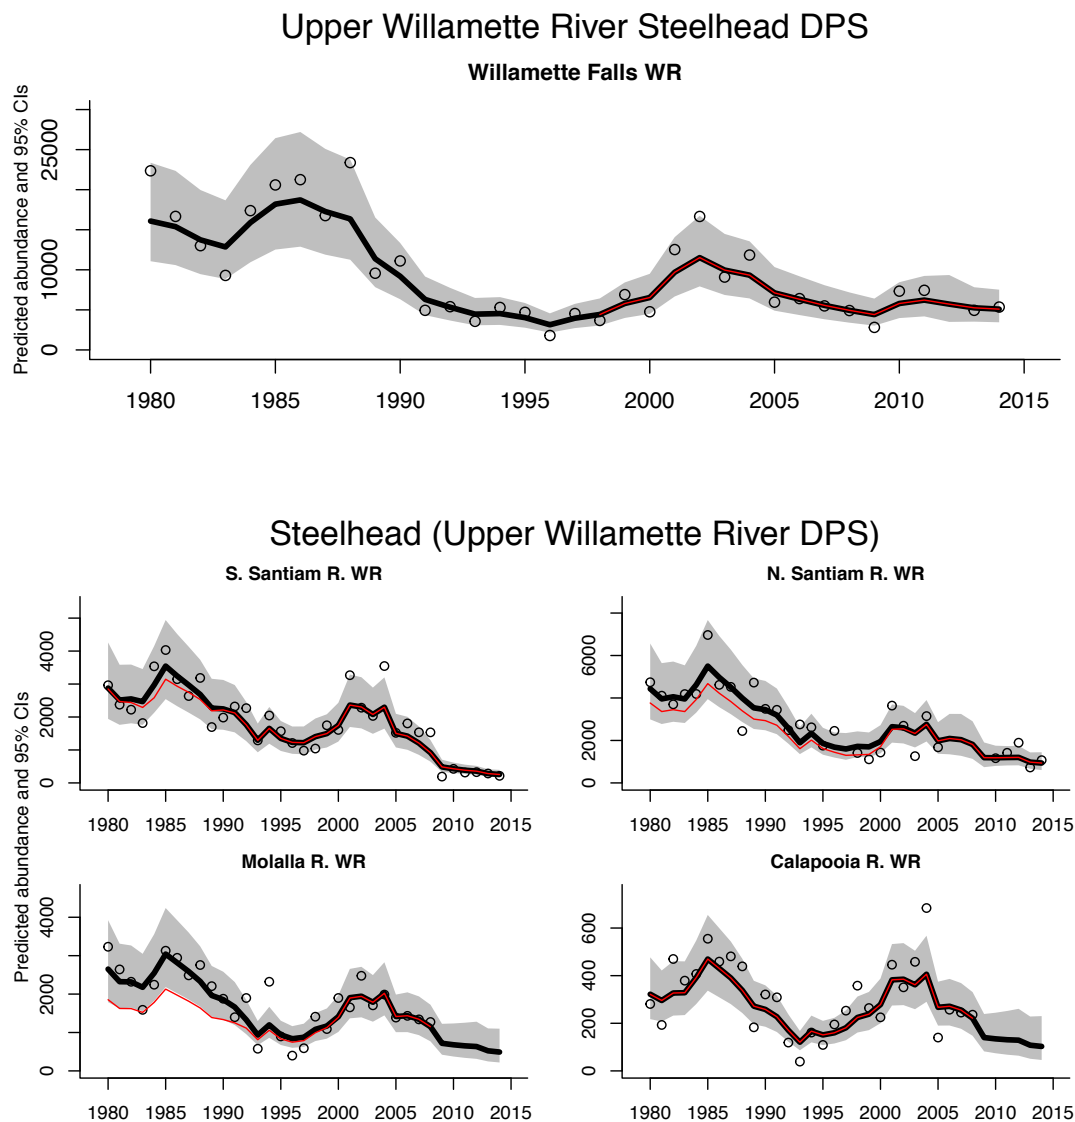 Upper Willamette River Steelhead DPS
Willamette Falls WR
Predicted abundance and 95% CIs
25000
10000
0
1980 1985 1990 1995 2000 2005 2010 2015
Steelhead (Upper Willamette River DPS)
Predicted abundance and 95% CIs
S. Santiam R. WR
4000
2000
0
1980 1985 1990 1995 2000 2005 2010 2015
N. Santiam R. WR
6000
2000
0
1980 1985 1990 1995 2000 2005 2010 2015
Molalla R. WR
4000
2000
0
1980 1985 1990 1995 2000 2005 2010 2015
Calapooia R. WR
600
400
200
0
1980 1985 1990 1995 2000 2005 2010 2015